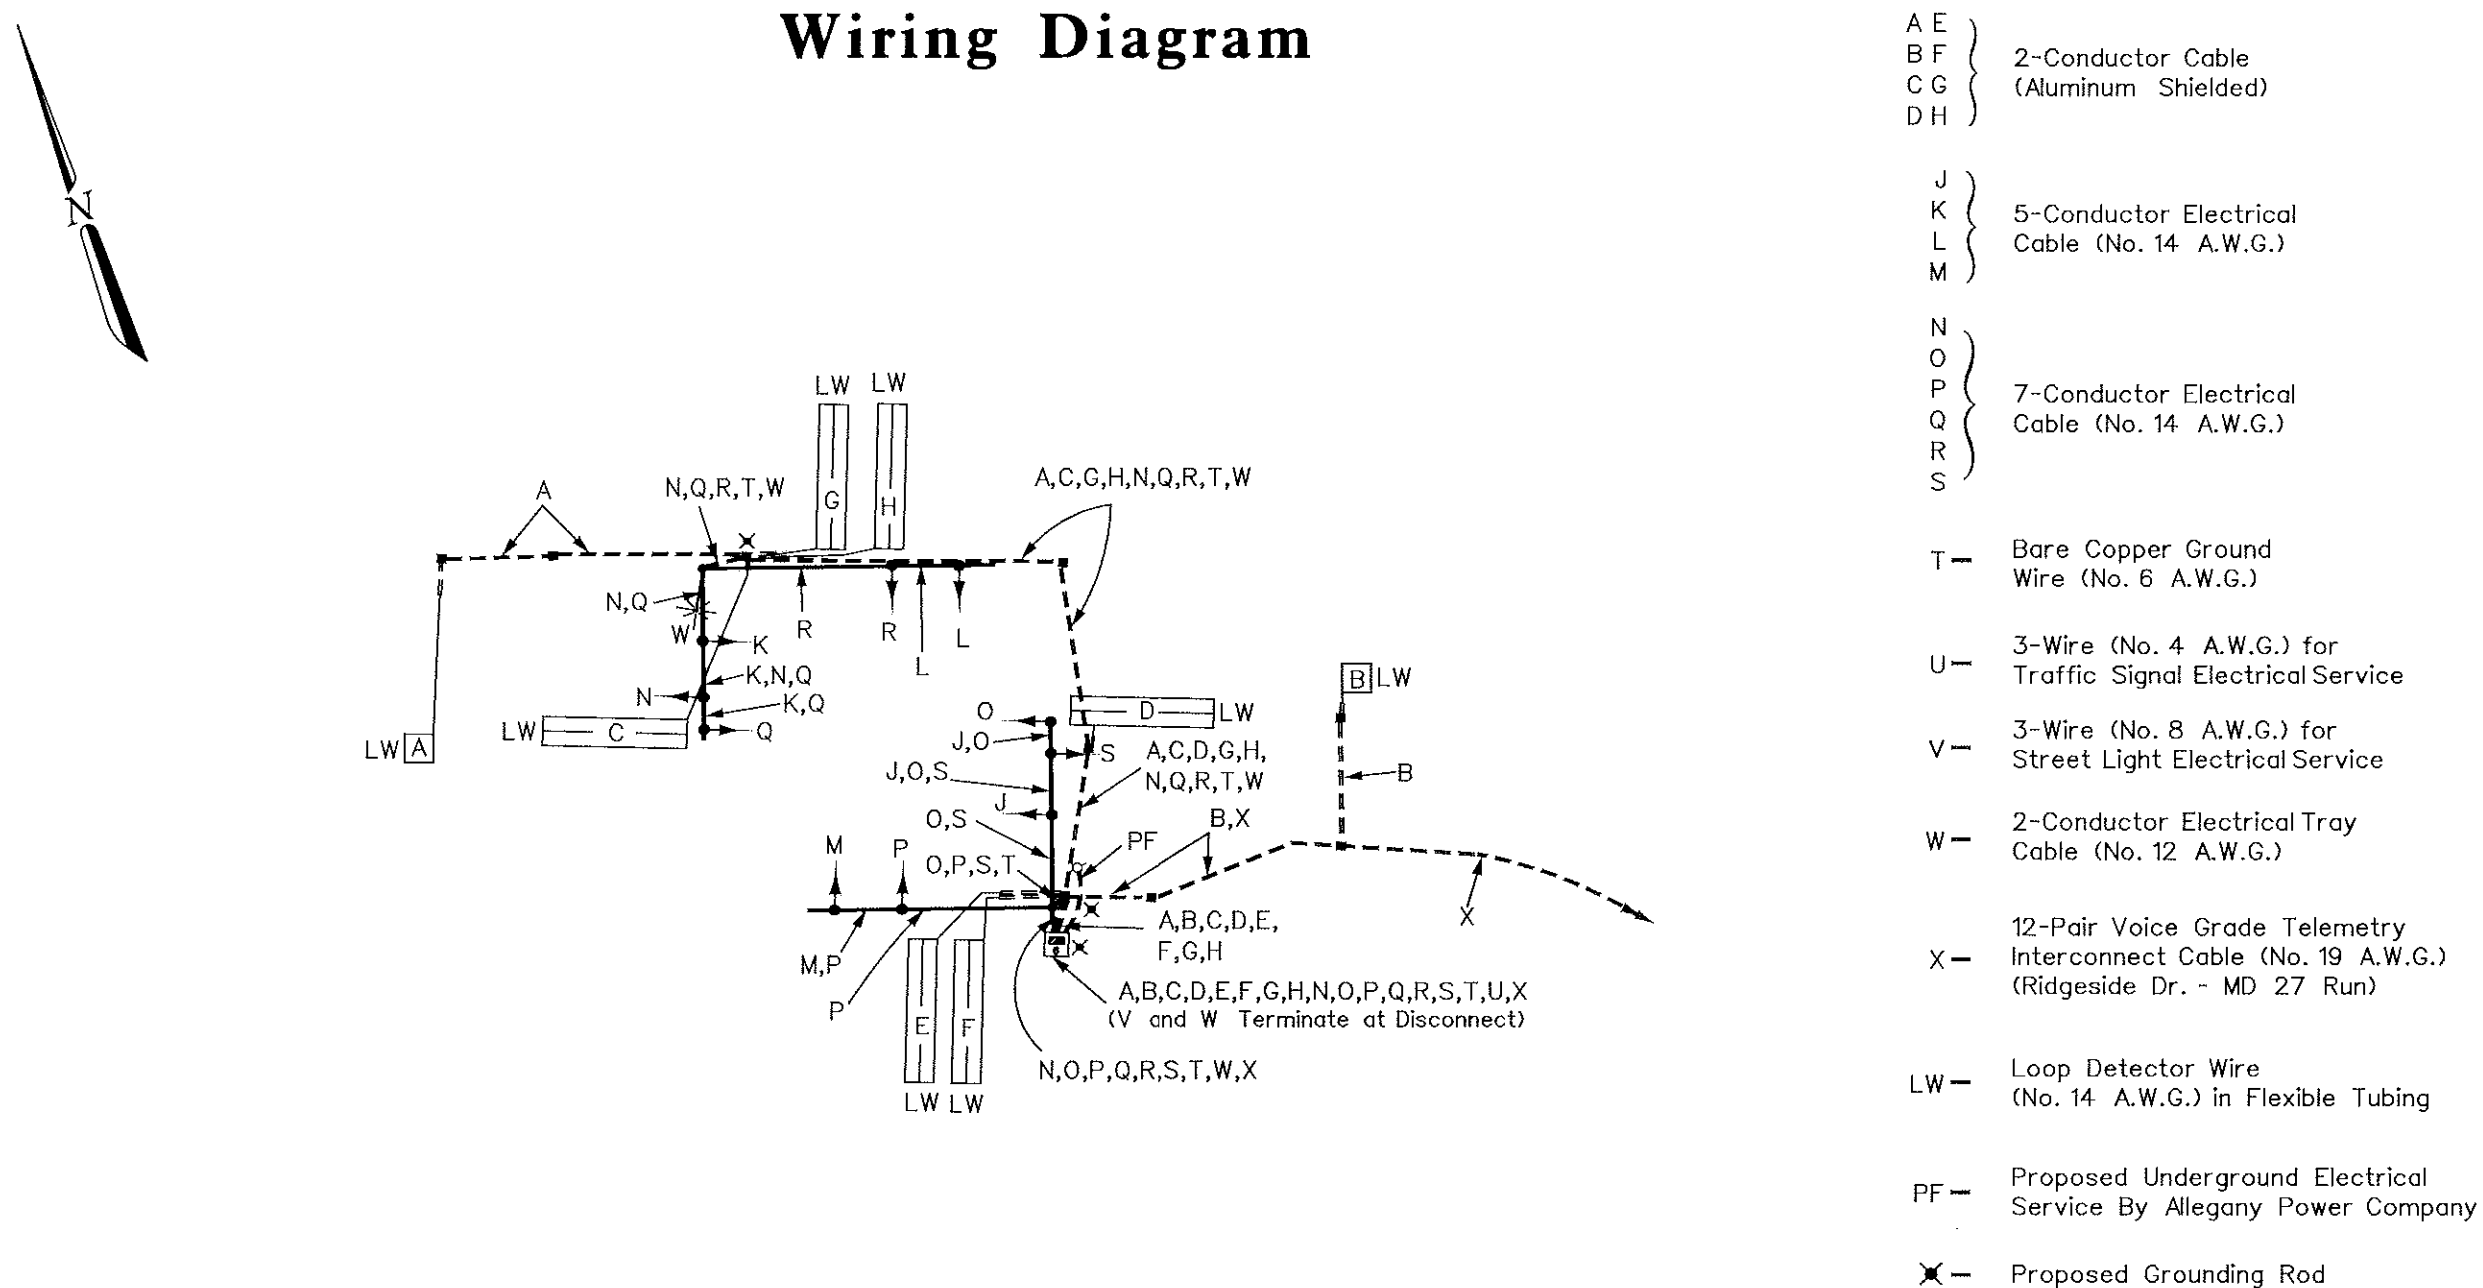 Wiring Diagram
N
A E
B F
C G
D H
2-Conductor Cable
(Aluminum Shielded)
J
K
L
M
5-Conductor Electrical
Cable (No. 14 A.W.G.)
N
O
P
Q
R
S
7-Conductor Electrical
Cable (No. 14 A.W.G.)
T - Bare Copper Ground
Wire (No. 6 A.W.G.)
U - 3-Wire (No. 4 A.W.G.) for
Traffic Signal Electrical Service
V - 3-Wire (No. 8 A.W.G.) for
Street Light Electrical Service
W - 2-Conductor Electrical Tray
Cable (No. 12 A.W.G.)
X - 12-Pair Voice Grade Telemetry
Interconnect Cable (No. 19 A.W.G.)
(Ridgeside Dr. - MD 27 Run)
LW - Loop Detector Wire
(No. 14 A.W.G.) in Flexible Tubing
PF - Proposed Underground Electrical
Service By Allegany Power Company
- Proposed Grounding Rod
LW LW
G
H
A
N,Q,R,T,W
A,C,G,H,N,Q,R,T,W
N,Q
W
K
R
R
L
L
K,N,Q
N
K,Q
Q
LW C
LW A
B LW
B
O
D LW
J,O
S
A,C,D,G,H,
N,Q,R,T,W
J,O,S
J
O,S
B,X
PF
M
P
O,P,S,T
X
A,B,C,D,E,
F,G,H
M,P
P
A,B,C,D,E,F,G,H,N,O,P,Q,R,S,T,U,X
(V and W Terminate at Disconnect)
E
F
N,O,P,Q,R,S,T,W,X
LW LW